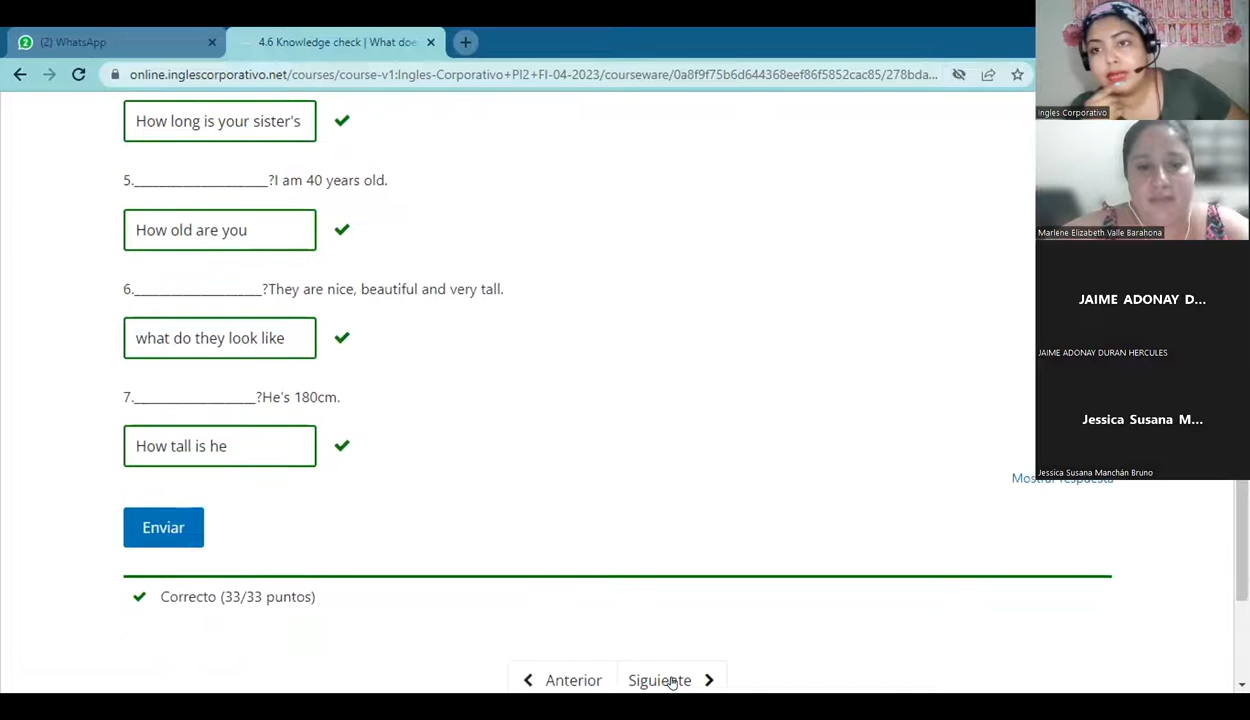 (2) WhatsApp
4.6 Knowledge check | What doe
online.inglescorporativo.net/courses/course-v1:Ingles-Corporativo+PI2+FI-04-2023/courseware/0a8f9f75b6d644368eef86f5852cac85/278bda...
How long is your sister's
5.____________________?I am 40 years old.
How old are you
6.___________________?They are nice, beautiful and very tall.
what do they look like
7.__________________?He's 180cm.
How tall is he
Mostrar respuesta
Enviar
Correcto (33/33 puntos)
Anterior
Siguiente
Ingles Corporativo
Marlene Elizabeth Valle Barahona
JAIME ADONAY D...
JAIME ADONAY DURAN HERCULES
Jessica Susana M...
Jessica Susana Manchán Bruno